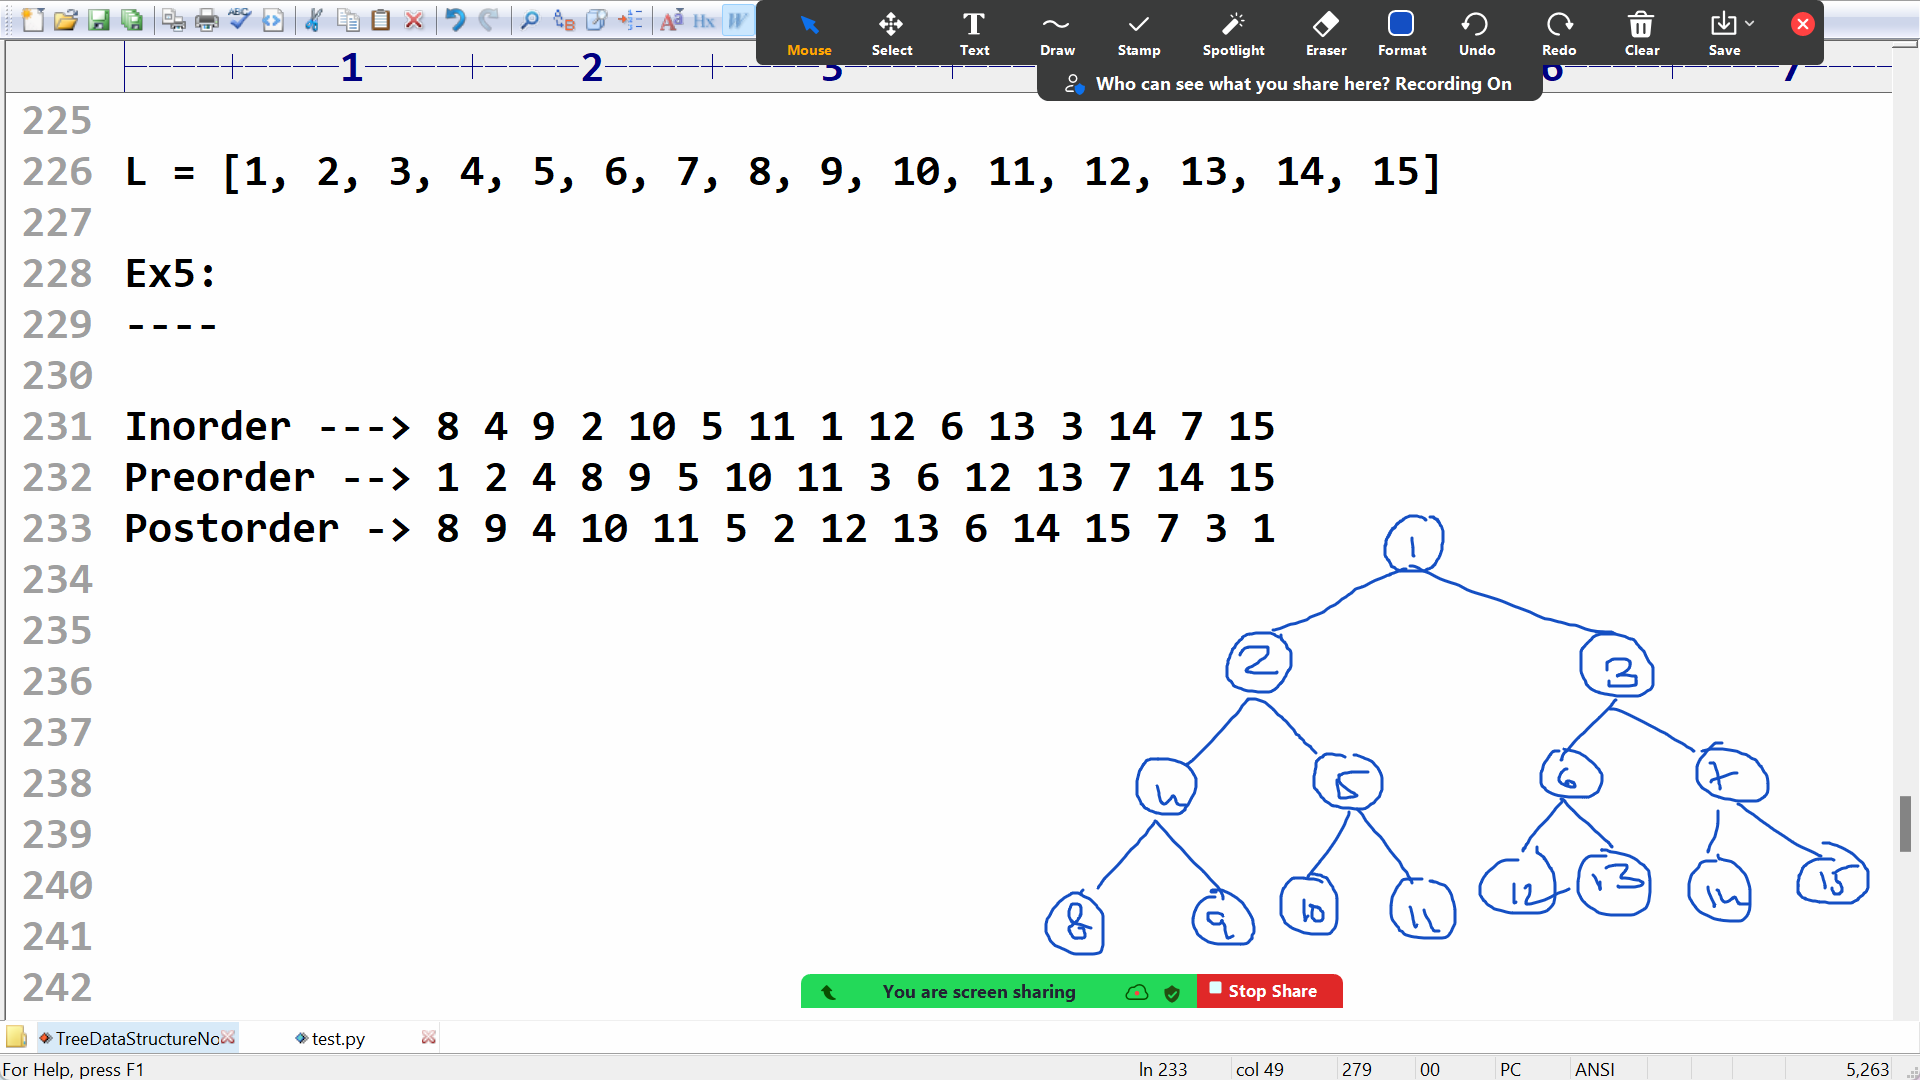 Mouse Select Text Draw Stamp Spotlight Eraser Format Undo Redo Clear Save
Who can see what you share here? Recording On
1 2 3 6 7
225
226 L = [1, 2, 3, 4, 5, 6, 7, 8, 9, 10, 11, 12, 13, 14, 15]
227
228 Ex5:
229 ----
230
231 Inorder ---> 8 4 9 2 10 5 11 1 12 6 13 3 14 7 15
232 Preorder --> 1 2 4 8 9 5 10 11 3 6 12 13 7 14 15
233 Postorder -> 8 9 4 10 11 5 2 12 13 6 14 15 7 3 1
234
235
236
237
238
239
240
241
242
1
2 3
4 5 6 7
8 9 10 11 12 13 14 15
You are screen sharing Stop Share
TreeDataStructureNo test.py
For Help, press F1 ln 233 col 49 279 00 PC ANSI 5,263